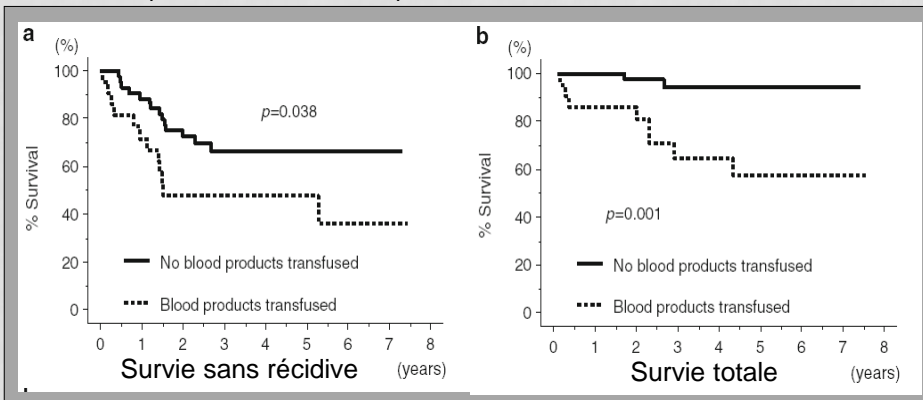 a
(%)
100
80
60
40
20
0
% Survival
p=0.038
No blood products transfused
Blood products transfused
0 1 2 3 4 5 6 7 8
Survie sans récidive (years)
b
(%)
100
80
60
40
20
0
% Survival
p=0.001
No blood products transfused
Blood products transfused
0 1 2 3 4 5 6 7 8
Survie totale (years)